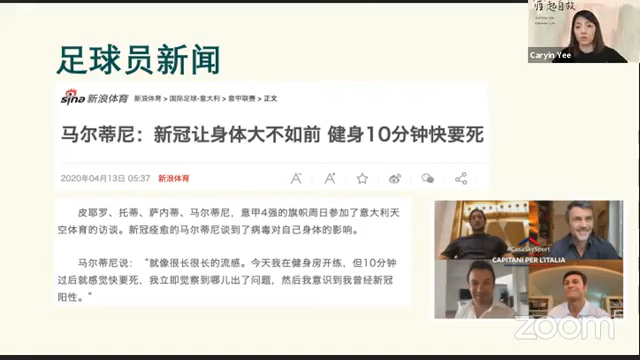 Caryin Yee
足球员新闻
sina 新浪体育 新浪体育 > 国际足球-意大利 > 意甲联赛 > 正文
马尔蒂尼：新冠让身体大不如前 健身10分钟快要死
2020年04月13日 05:37 新浪体育
皮耶罗、托蒂、萨内蒂、马尔蒂尼，意甲4强的旗帜周日参加了意大利天
空体育的访谈。新冠痊愈的马尔蒂尼谈到了病毒对自己身体的影响。
马尔蒂尼说：“就像很长很长的流感。今天我在健身房开练，但10分钟
过后就感觉快要死，我立即觉察到哪儿出了问题，然后我意识到我曾经新冠
阳性。”
#CasaSkySport
CAPITANI PER L'ITALIA
zoom